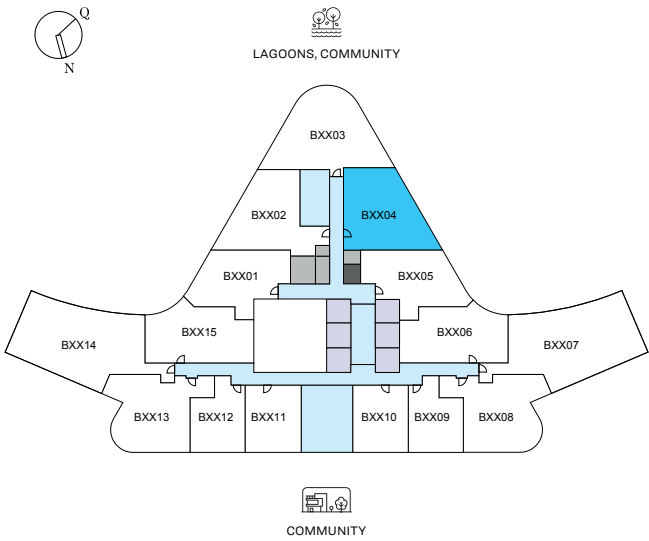 Q
N
LAGOONS, COMMUNITY
BXX03
BXX02
BXX04
BXX01
BXX05
BXX14
BXX15
BXX06
BXX07
BXX13
BXX12
BXX11
BXX10
BXX09
BXX08
COMMUNITY